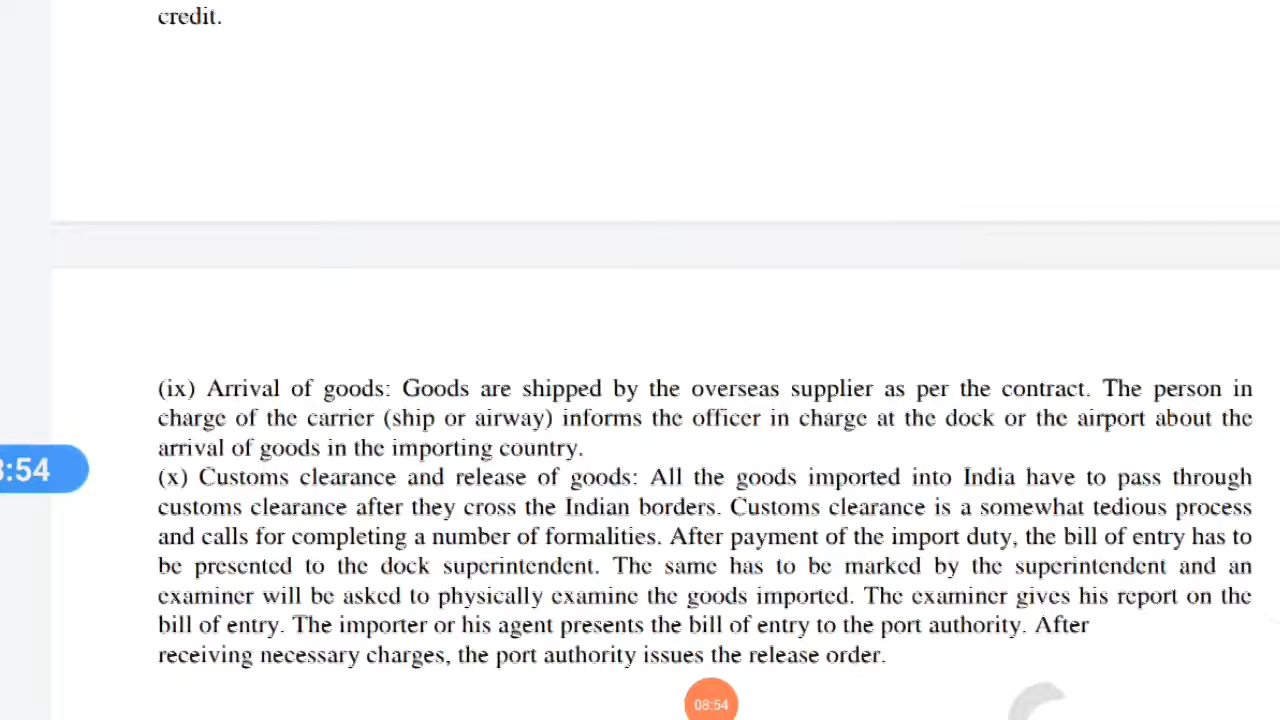 credit.
(ix) Arrival of goods: Goods are shipped by the overseas supplier as per the contract. The person in
charge of the carrier (ship or airway) informs the officer in charge at the dock or the airport about the
arrival of goods in the importing country.
:54
(x) Customs clearance and release of goods: All the goods imported into India have to pass through
customs clearance after they cross the Indian borders. Customs clearance is a somewhat tedious process
and calls for completing a number of formalities. After payment of the import duty, the bill of entry has to
be presented to the dock superintendent. The same has to be marked by the superintendent and an
examiner will be asked to physically examine the goods imported. The examiner gives his report on the
bill of entry. The importer or his agent presents the bill of entry to the port authority. After
receiving necessary charges, the port authority issues the release order.
08:54